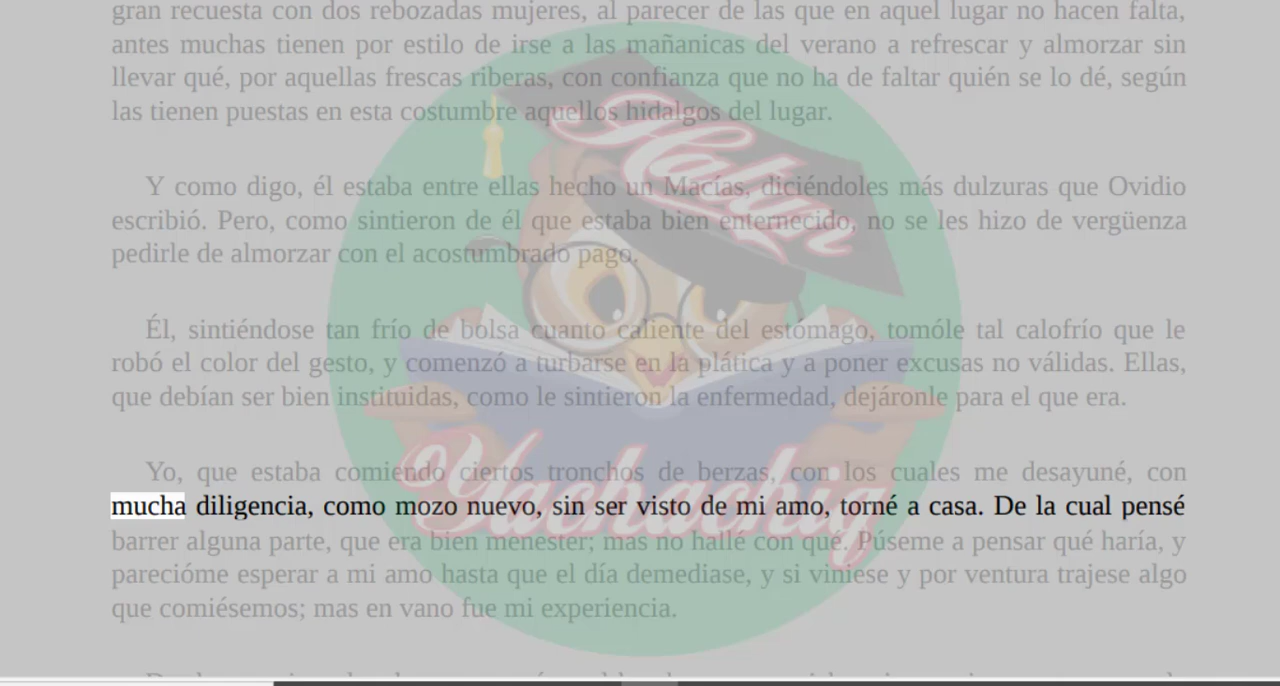 gran recuesta con dos rebozadas mujeres, al parecer de las que en aquel lugar no hacen falta,
antes muchas tienen por estilo de irse a las mañanicas del verano a refrescar y almorzar sin
llevar qué, por aquellas frescas riberas, con confianza que no ha de faltar quién se lo dé, según
las tienen puestas en esta costumbre aquellos hidalgos del lugar.
Y como digo, él estaba entre ellas hecho un Macías, diciéndoles más dulzuras que Ovidio
escribió. Pero, como sintieron de él que estaba bien enternecido, no se les hizo de vergüenza
pedirle de almorzar con el acostumbrado pago.
Él, sintiéndose tan frío de bolsa cuanto caliente del estómago, tomóle tal calofrío que le
robó el color del gesto, y comenzó a turbarse en la plática y a poner excusas no válidas. Ellas,
que debían ser bien instituidas, como le sintieron la enfermedad, dejáronle para el que era.
Yo, que estaba comiendo ciertos tronchos de berzas, con los cuales me desayuné, con
mucha diligencia, como mozo nuevo, sin ser visto de mi amo, torné a casa. De la cual pensé
barrer alguna parte, que era bien menester; mas no hallé con qué. Púseme a pensar qué haría, y
parecióme esperar a mi amo hasta que el día demediase, y si viniese y por ventura trajese algo
que comiésemos; mas en vano fue mi experiencia.
Hatun
Yachachiq